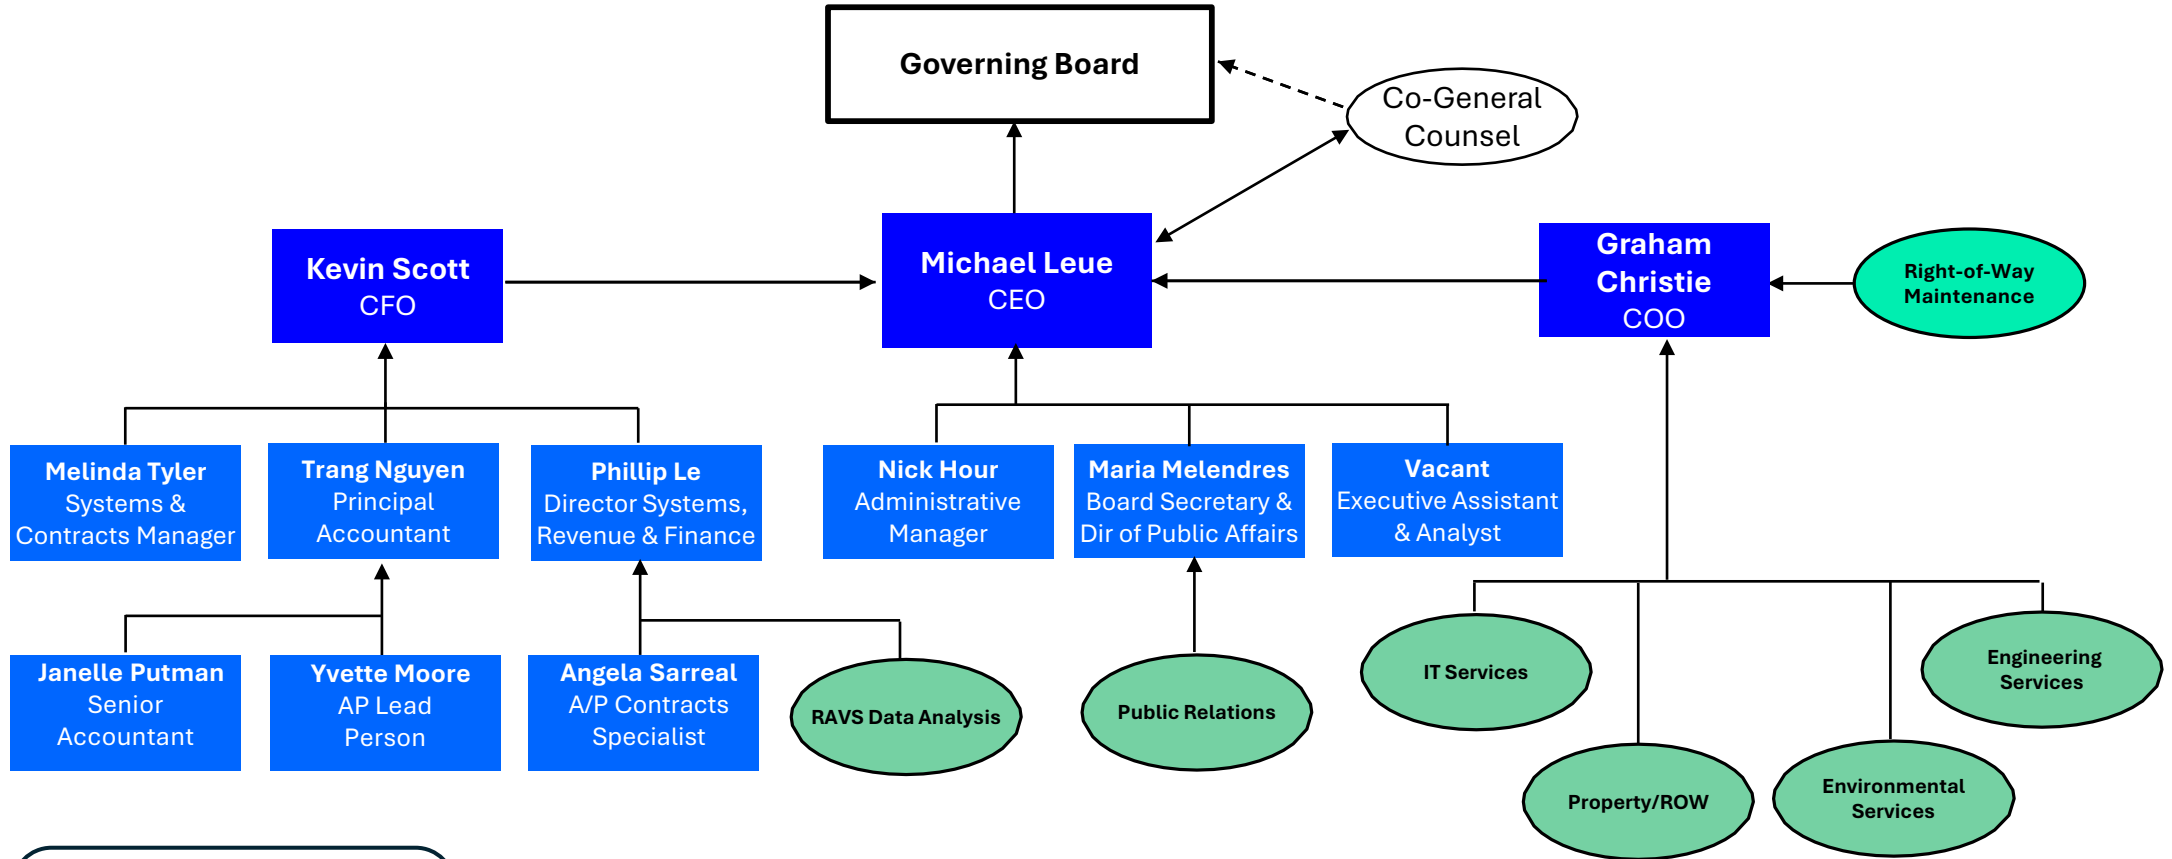 Governing Board
Co-General
Counsel
Kevin Scott
CFO
Michael Leue
CEO
Graham
Christie
COO
Right-of-Way
Maintenance
Melinda Tyler
Systems &
Contracts Manager
Trang Nguyen
Principal
Accountant
Phillip Le
Director Systems,
Revenue & Finance
Nick Hour
Administrative
Manager
Maria Melendres
Board Secretary &
Dir of Public Affairs
Vacant
Executive Assistant
& Analyst
Janelle Putman
Senior
Accountant
Yvette Moore
AP Lead
Person
Angela Sarreal
A/P Contracts
Specialist
RAVS Data Analysis
Public Relations
IT Services
Property/ROW
Environmental
Services
Engineering
Services